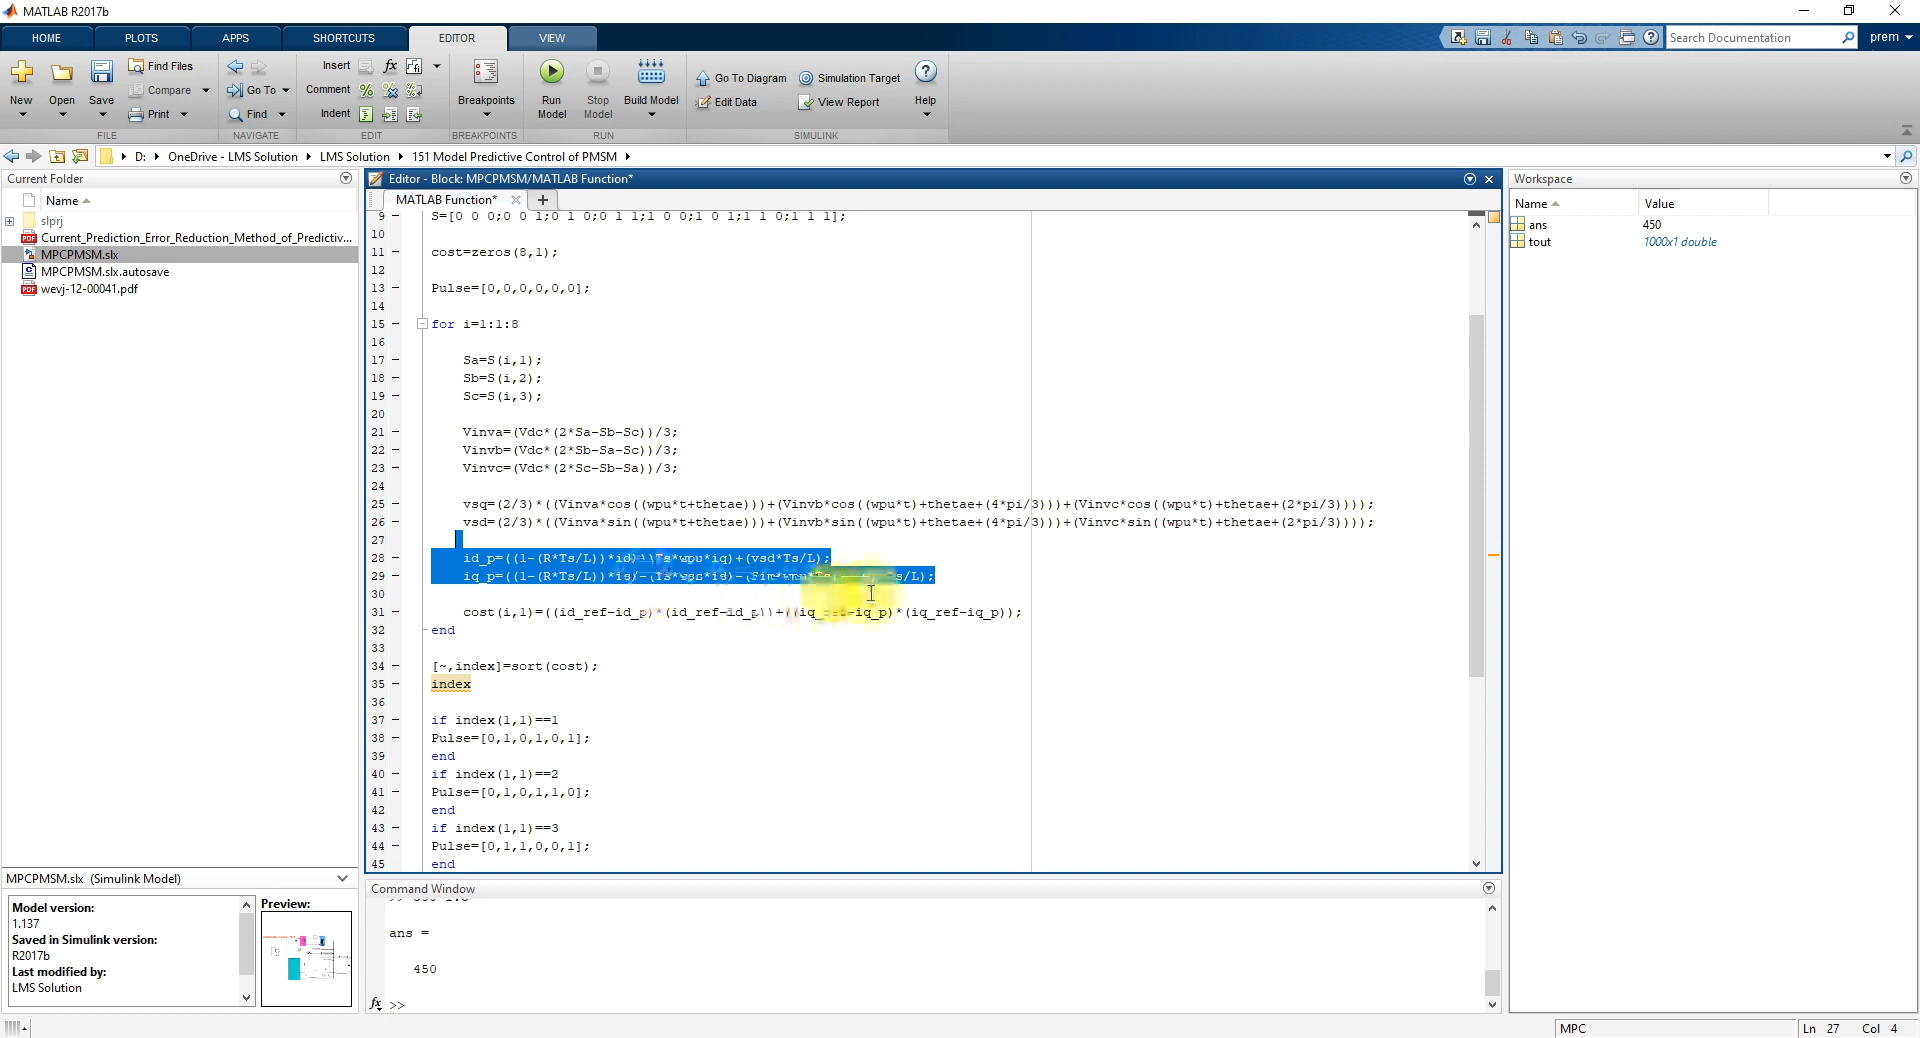 MATLAB R2017b
HOME PLOTS APPS SHORTCUTS EDITOR VIEW
Search Documentation prem
New Open Save Find Files Compare Print
FILE
Go To Find
NAVIGATE
Insert fx
Comment
Indent
EDIT
Breakpoints
BREAKPOINTS
Run Model Stop Model Build Model
RUN
Go To Diagram Simulation Target
Edit Data View Report
Help
SIMULINK
D: OneDrive - LMS Solution LMS Solution 151 Model Predictive Control of PMSM
Current Folder
Name
slprj
Current_Prediction_Error_Reduction_Method_of_Predictiv...
MPCPMSM.slx
MPCPMSM.slx.autosave
wevj-12-00041.pdf
MPCPMSM.slx (Simulink Model)
Model version:
1.137
Saved in Simulink version:
R2017b
Last modified by:
LMS Solution
Preview:
Editor - Block: MPCPMSM/MATLAB Function*
MATLAB Function*
9 S=[0 0 0;0 0 1;0 1 0;0 1 1;1 0 0;1 0 1;1 1 0;1 1 1];
10
11 cost=zeros(8,1);
12
13 Pulse=[0,0,0,0,0,0];
14
15 for i=1:1:8
16
17 Sa=S(i,1);
18 Sb=S(i,2);
19 Sc=S(i,3);
20
21 Vinva=(Vdc*(2*Sa-Sb-Sc))/3;
22 Vinvb=(Vdc*(2*Sb-Sa-Sc))/3;
23 Vinvc=(Vdc*(2*Sc-Sb-Sa))/3;
24
25 vsq=(2/3)*((Vinva*cos((wpu*t+thetae)))+(Vinvb*cos((wpu*t)+thetae+(4*pi/3)))+(Vinvc*cos((wpu*t)+thetae+(2*pi/3))));
26 vsd=(2/3)*((Vinva*sin((wpu*t+thetae)))+(Vinvb*sin((wpu*t)+thetae+(4*pi/3)))+(Vinvc*sin((wpu*t)+thetae+(2*pi/3))));
27
28 id_p=((1-(R*Ts/L))*id) Ts*wpu*iq)+(vsd*Ts/L);
29 iq_p=((1-(R*Ts/L))* s/L);
30
31 cost(i,1)=((id_ref-id_p)*(id_ref-id_p iq_p)*(iq_ref-iq_p));
32 end
33
34 [~,index]=sort(cost);
35 index
36
37 if index(1,1)==1
38 Pulse=[0,1,0,1,0,1];
39 end
40 if index(1,1)==2
41 Pulse=[0,1,0,1,1,0];
42 end
43 if index(1,1)==3
44 Pulse=[0,1,1,0,0,1];
45 end
Command Window
ans =
450
fx >>
Workspace
Name Value
ans 450
tout 1000x1 double
MPC Ln 27 Col 4